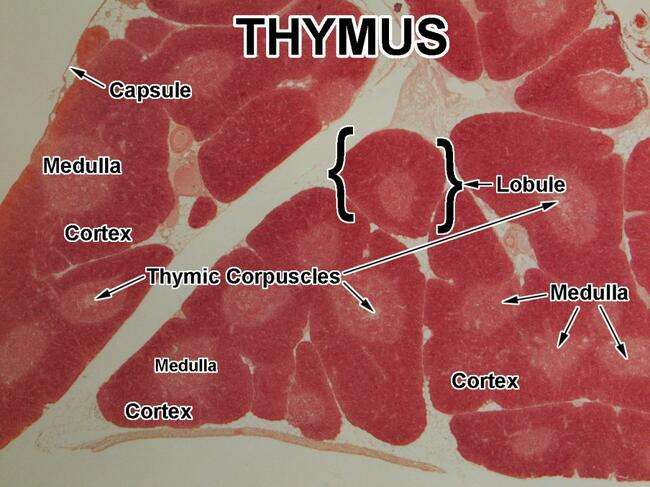 THYMUS
Capsule
Medulla
Lobule
Cortex
Thymic Corpuscles
Medulla
Medulla
Cortex
Cortex